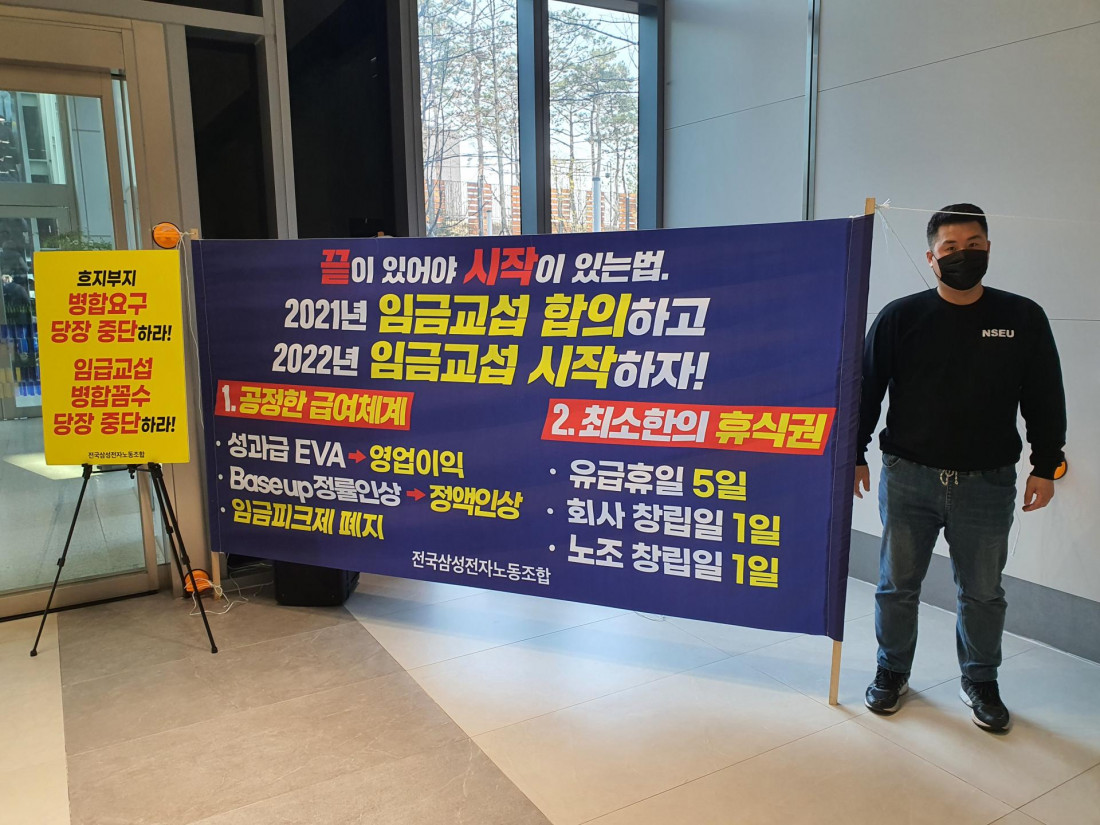 흐지부지
병합요구
당장 중단하라!
임급교섭
병합꼼수
당장 중단하라!
전국삼성전자노동조합
끝이 있어야 시작이 있는법.
2021년 임금교섭 합의하고
2022년 임금교섭 시작하자!
1. 공정한 급여체계
· 성과급 EVA → 영업이익
· Base up 정률인상 → 정액인상
· 임금피크제 폐지
2. 최소한의 휴식권
· 유급휴일 5일
· 회사 창립일 1일
· 노조 창립일 1일
전국삼성전자노동조합
NSEU